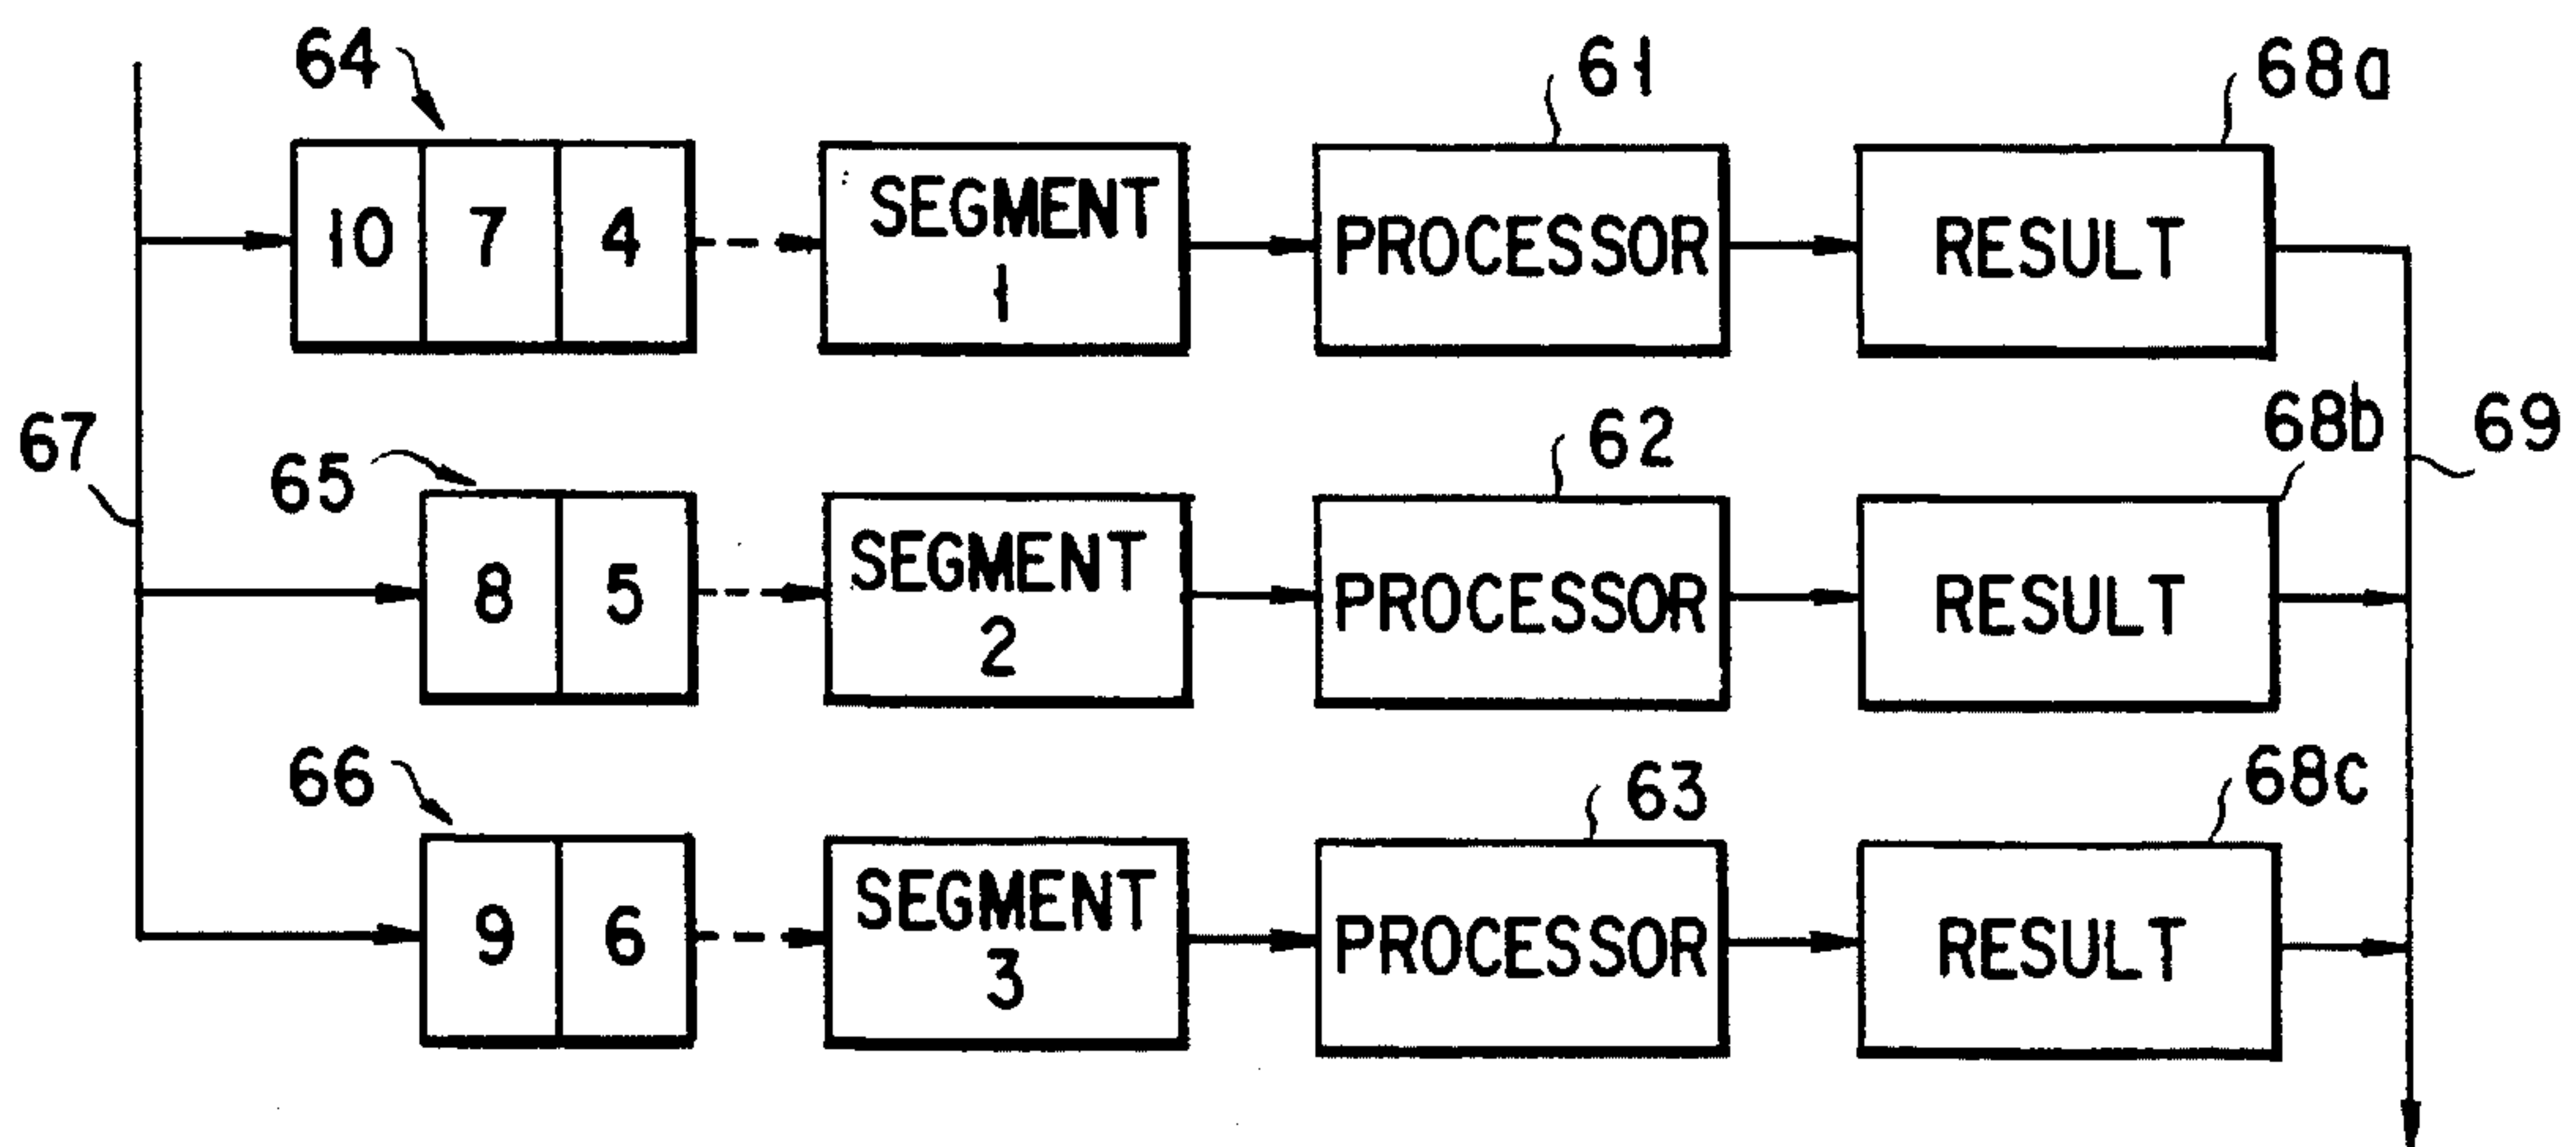 64
61
68a
10 7 4
SEGMENT
1
PROCESSOR
RESULT
67
65
62
68b
69
8 5
SEGMENT
2
PROCESSOR
RESULT
66
63
68c
9 6
SEGMENT
3
PROCESSOR
RESULT